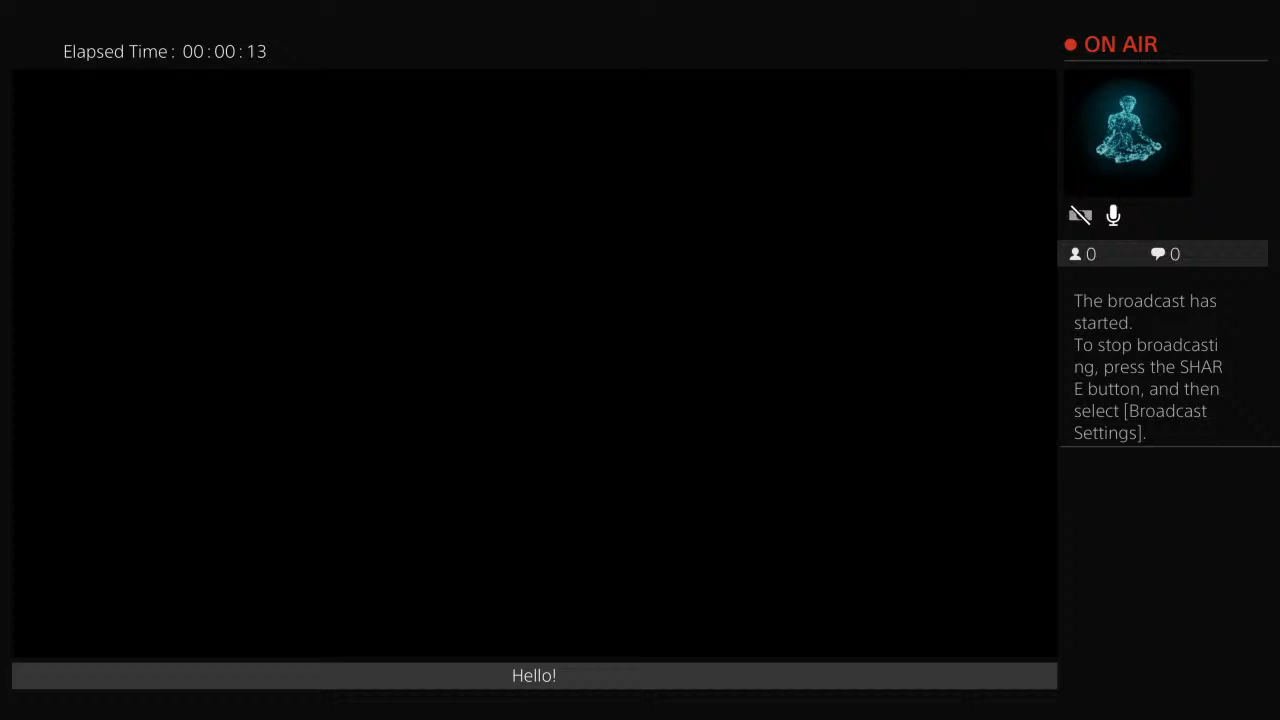 Elapsed Time: 00:00:13
ON AIR
0 0
The broadcast has
started.
To stop broadcasti
ng, press the SHAR
E button, and then
select [Broadcast
Settings].
Hello!